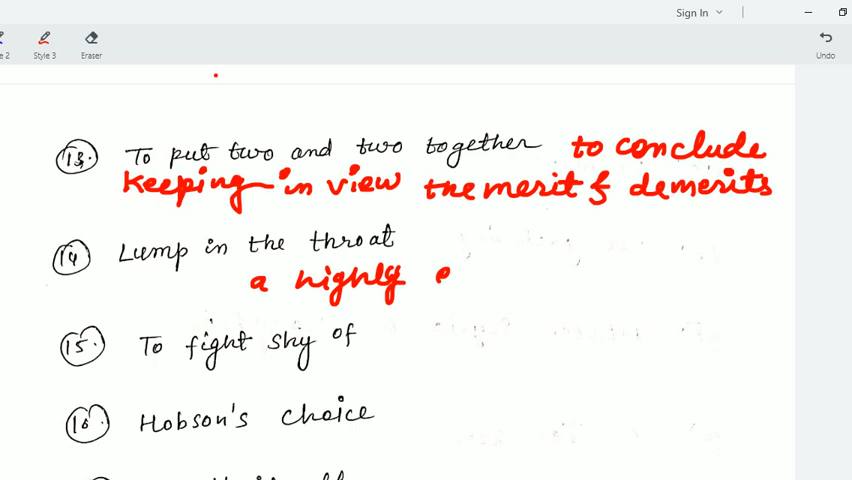 Sign In
e 2
Style 3
Eraser
Undo
13. To put two and two together to conclude
keeping in view the merit & demerits
14 Lump in the throat
a highly e
15. To fight shy of
16. Hobson's choice